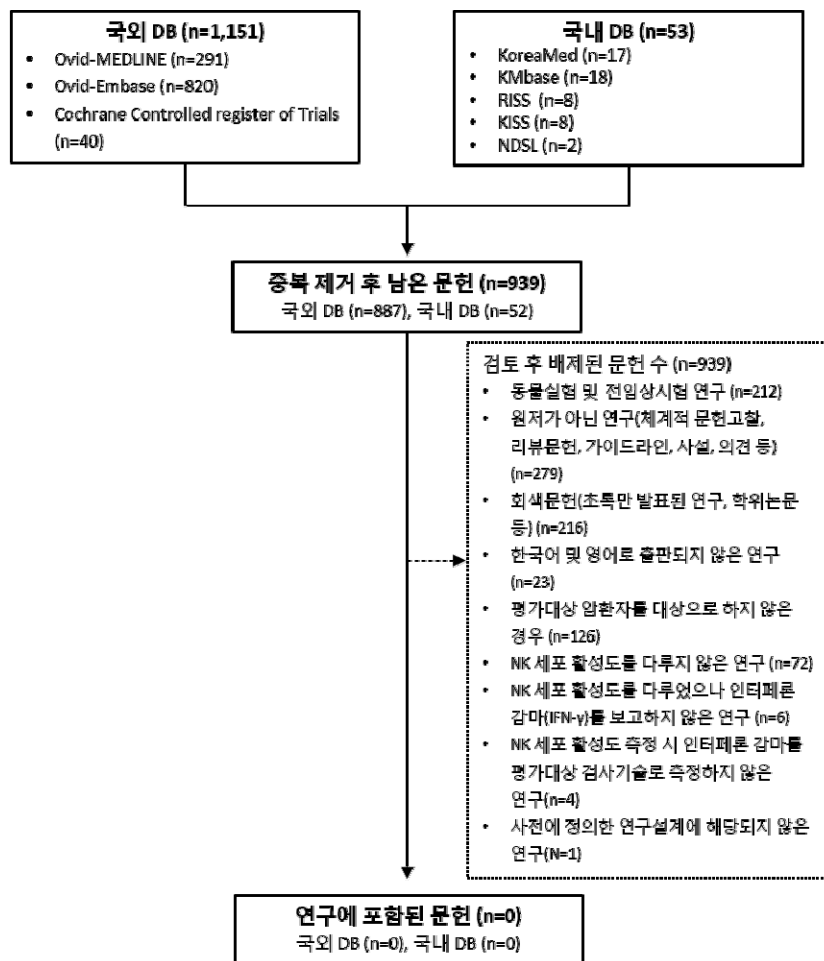 국외 DB (n=1,151)
• Ovid-MEDLINE (n=291)
• Ovid-Embase (n=820)
• Cochrane Controlled register of Trials
(n=40)
국내 DB (n=53)
• KoreaMed (n=17)
• KMbase (n=18)
• RISS (n=8)
• KISS (n=8)
• NDSL (n=2)
중복 제거 후 남은 문헌 (n=939)
국외 DB (n=887), 국내 DB (n=52)
검토 후 배제된 문헌 수 (n=939)
• 동물실험 및 전임상시험 연구 (n=212)
• 원저가 아닌 연구(체계적 문헌고찰,
리뷰문헌, 가이드라인, 사설, 의견 등)
(n=279)
• 회색문헌(초록만 발표된 연구, 학위논문
등) (n=216)
• 한국어 및 영어로 출판되지 않은 연구
(n=23)
• 평가대상 암환자를 대상으로 하지 않은
경우 (n=126)
• NK 세포 활성도를 다루지 않은 연구 (n=72)
• NK 세포 활성도를 다루었으나 인터페론
감마(IFN-γ)를 보고하지 않은 연구 (n=6)
• NK 세포 활성도 측정 시 인터페론 감마를
평가대상 검사기술로 측정하지 않은
연구(n=4)
• 사전에 정의한 연구설계에 해당되지 않은
연구(N=1)
연구에 포함된 문헌 (n=0)
국외 DB (n=0), 국내 DB (n=0)